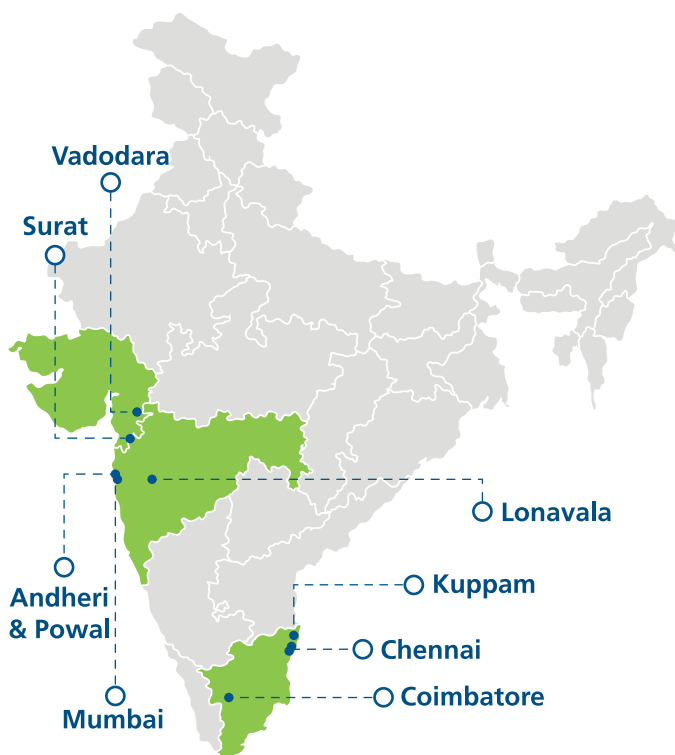 Vadodara
Surat
Lonavala
Andheri
& Powal
Kuppam
Chennai
Coimbatore
Mumbai